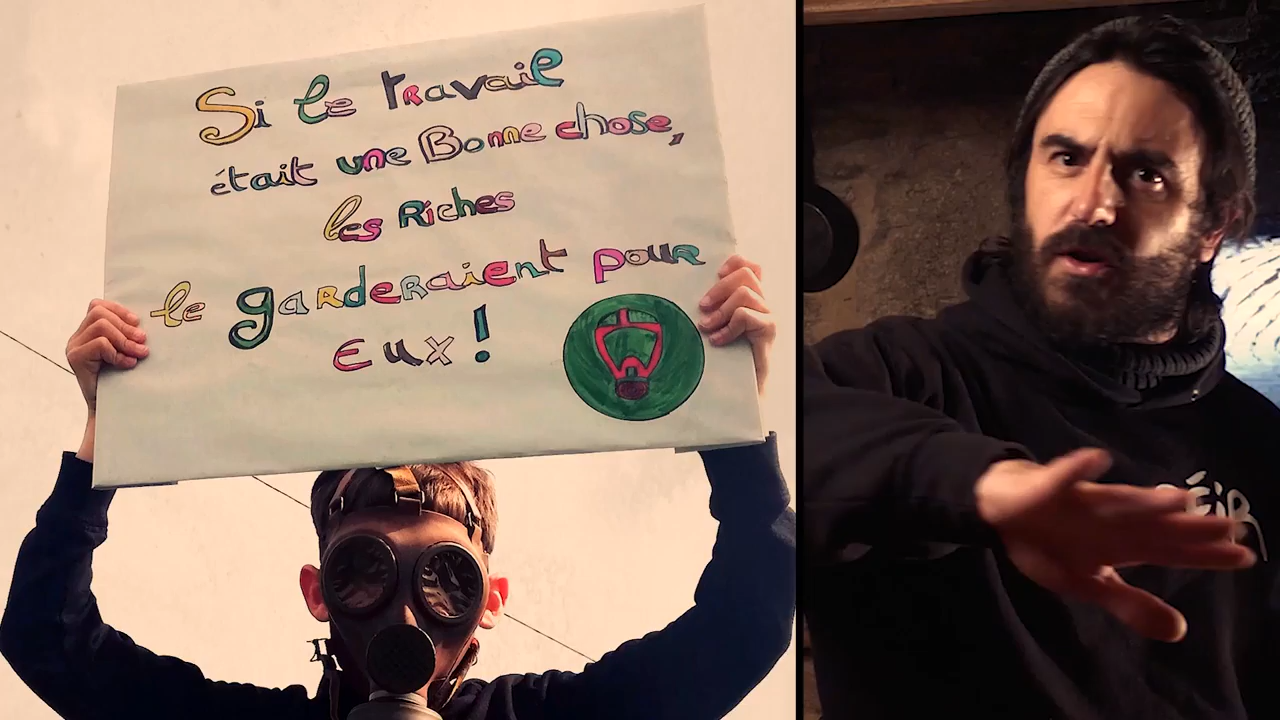 Si le travail
était une Bonne chose,
les Riches
le garderaient pour
Eux !